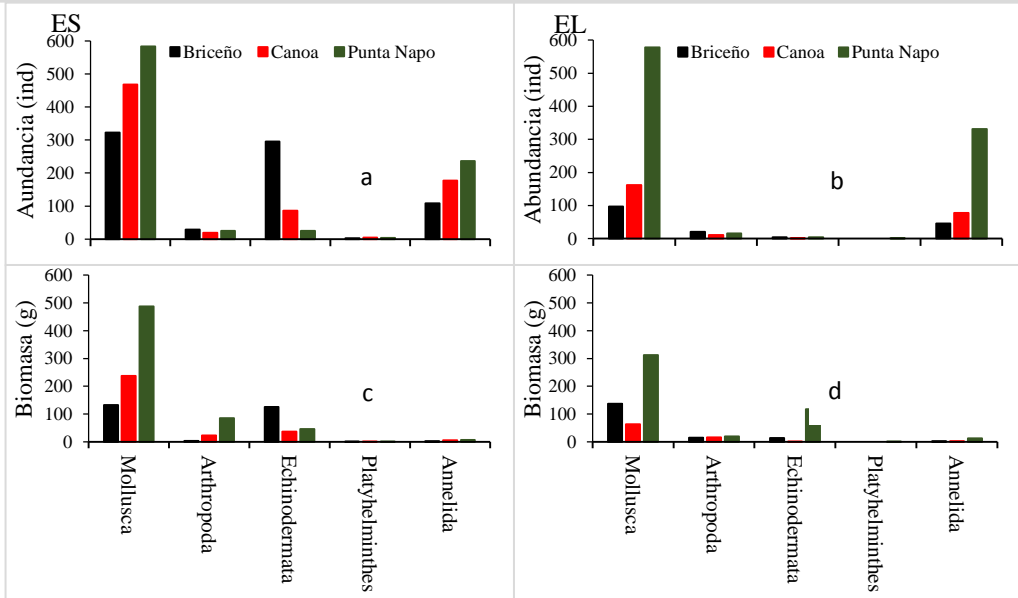 ES
Aundancia (ind)
600
500
400
300
200
100
0
Briceño Canoa Punta Napo
a
EL
Abundancia (ind)
600
500
400
300
200
100
0
Briceño Canoa Punta Napo
b
Biomasa (g)
600
500
400
300
200
100
0
c
Mollusca
Arthropoda
Echinodermata
Platyhelminthes
Annelida
Biomasa (g)
600
500
400
300
200
100
0
d
Mollusca
Arthropoda
Echinodermata
Platyhelminthes
Annelida